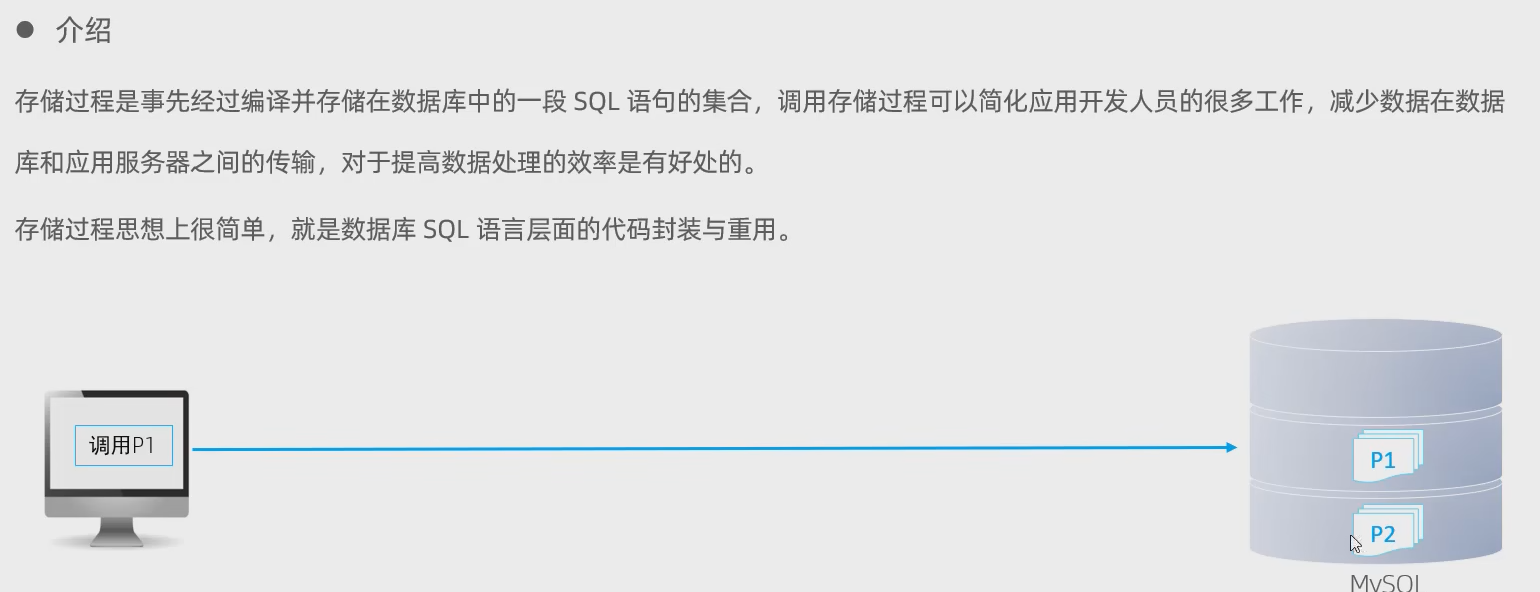 ● 介绍
存储过程是事先经过编译并存储在数据库中的一段 SQL 语句的集合，调用存储过程可以简化应用开发人员的很多工作，减少数据在数据
库和应用服务器之间的传输，对于提高数据处理的效率是有好处的。
存储过程思想上很简单，就是数据库 SQL 语言层面的代码封装与重用。
调用P1
P1
P2
MySQL